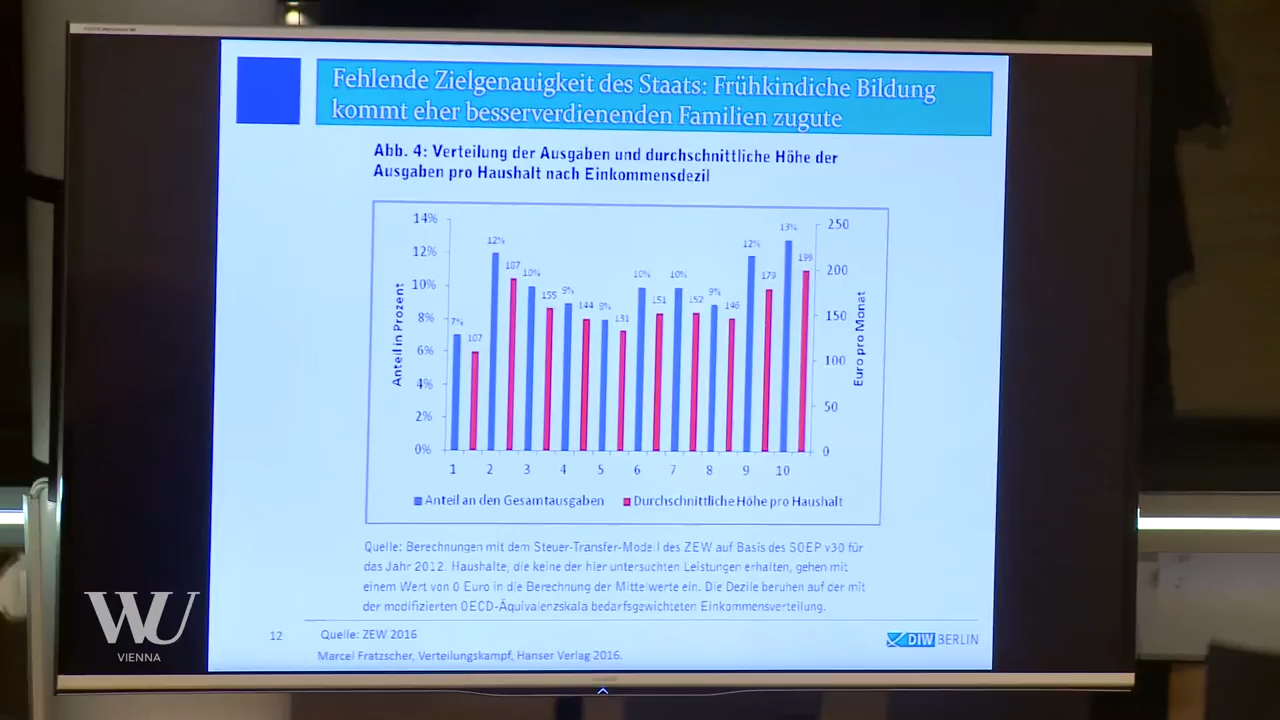 Fehlende Zielgenauigkeit des Staats: Frühkindiche Bildung
kommt eher besserverdienenden Familien zugute
Abb. 4: Verteilung der Ausgaben und durchschnittliche Höhe der
Ausgaben pro Haushalt nach Einkommensdezil
14%
12%
10%
8%
6%
4%
2%
0%
Anteil in Prozent
250
200
150
100
50
0
Euro pro Monat
7% 107 12% 187 10% 155 9% 144 8% 131 10% 151 10% 152 9% 146 12% 179 13% 199
1 2 3 4 5 6 7 8 9 10
Anteil an den Gesamtausgaben Durchschnittliche Höhe pro Haushalt
Quelle: Berechnungen mit dem Steuer-Transfer-Modell des ZEW auf Basis des SOEP v30 für
das Jahr 2012. Haushalte, die keine der hier untersuchten Leistungen erhalten, gehen mit
einem Wert von 0 Euro in die Berechnung der Mittelwerte ein. Die Dezile beruhen auf der mit
der modifizierten OECD-Äquivalenzskala bedarfsgewichteten Einkommensverteilung.
12
Quelle: ZEW 2016
Marcel Fratzscher, Verteilungskampf, Hanser Verlag 2016.
DIW BERLIN
WU
VIENNA